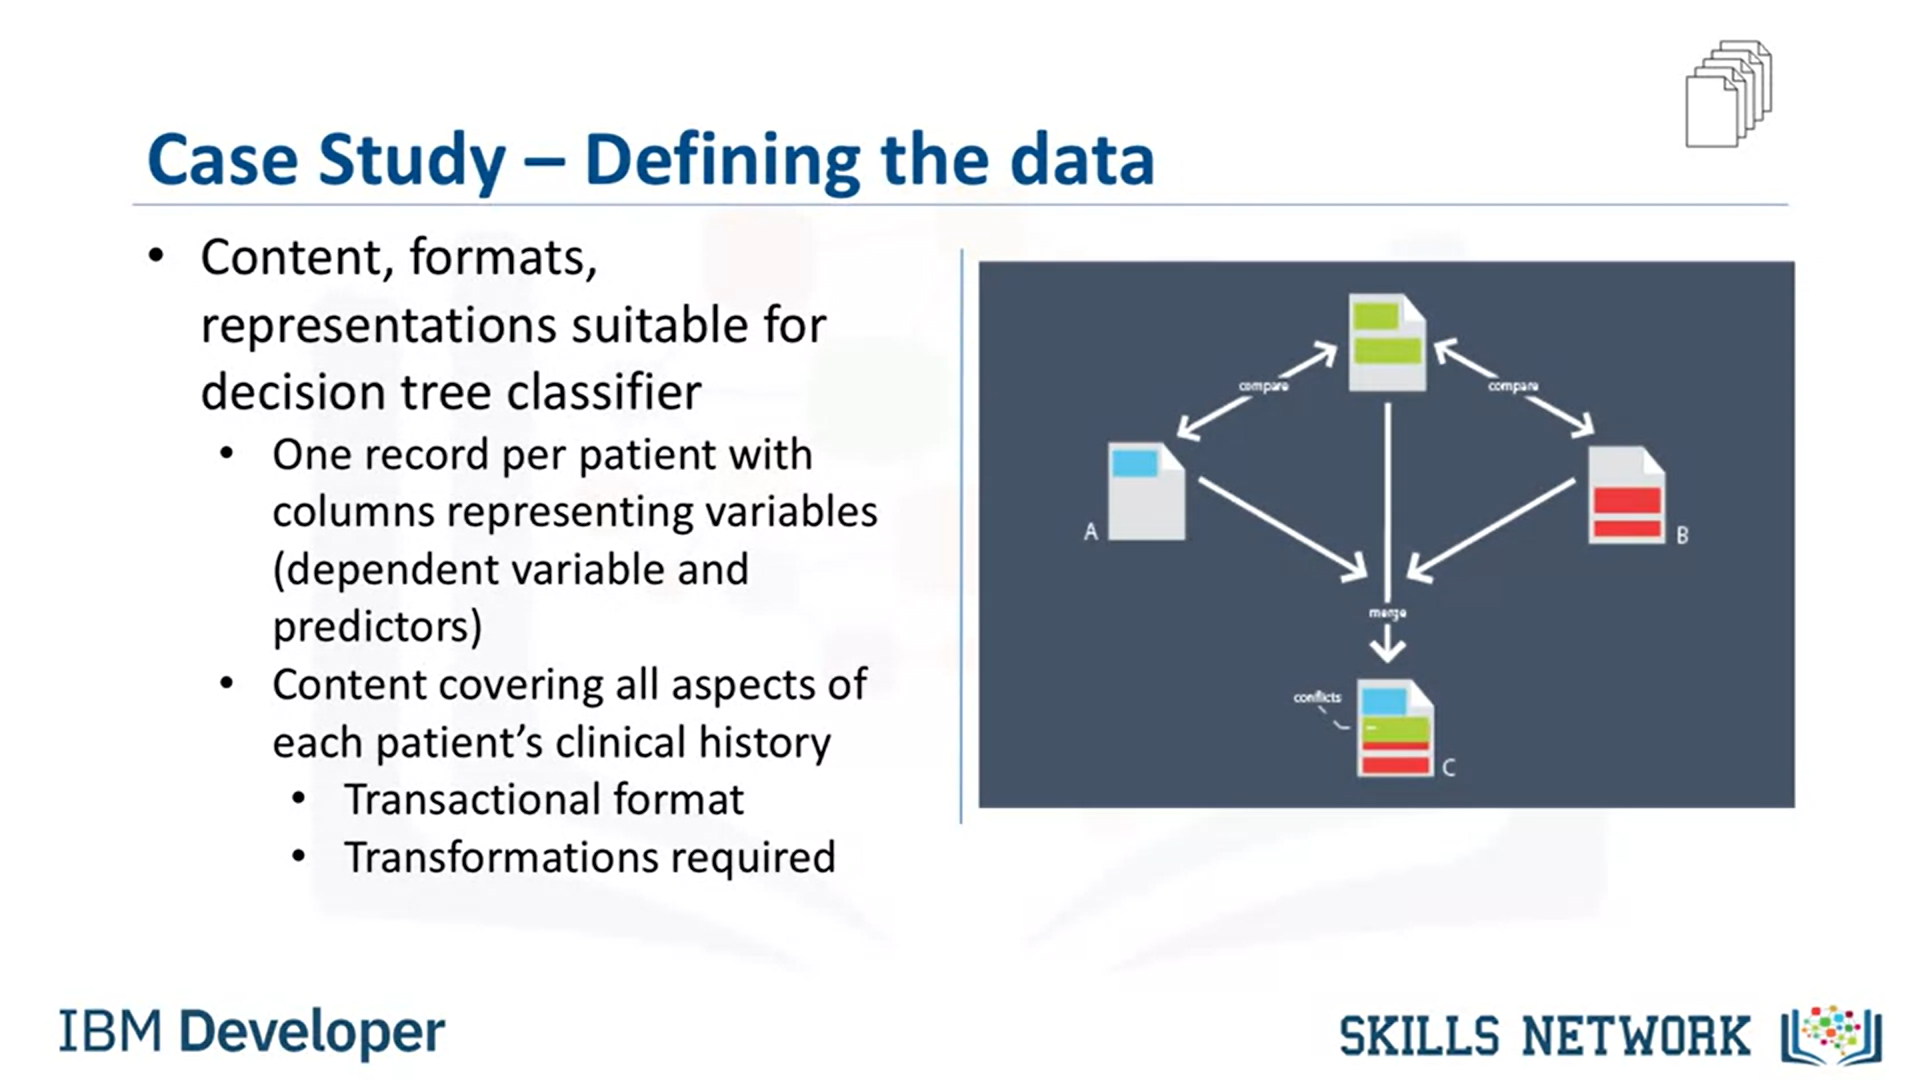 Case Study – Defining the data
• Content, formats,
representations suitable for
decision tree classifier
• One record per patient with
columns representing variables
(dependent variable and
predictors)
• Content covering all aspects of
each patient’s clinical history
• Transactional format
• Transformations required
compare
compare
A
B
merge
conflicts
C
IBM Developer
SKILLS NETWORK